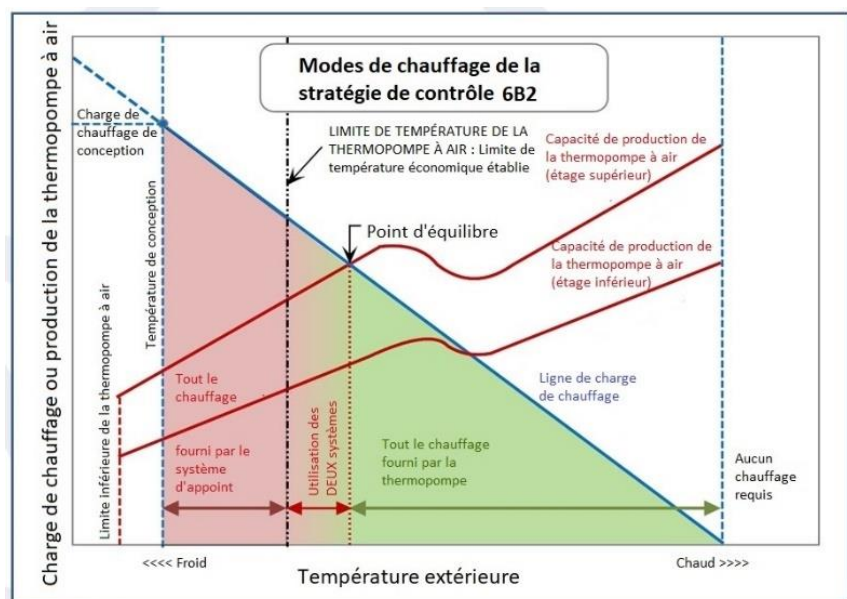 Modes de chauffage de la
stratégie de contrôle 6B2
Charge de chauffage ou production de la thermopompe à air
Charge de
chauffage de
conception
LIMITE DE TEMPÉRATURE DE LA
THERMOPOMPE À AIR : Limite de
température économique établie
Capacité de production de
la thermopompe à air
(étage supérieur)
Température de conception
Point d'équilibre
Capacité de production de
la thermopompe à air
(étage inférieur)
Limite inférieure de la thermopompe à air
Tout le
chauffage
fourni par le
système
d'appoint
Utilisation des
DEUX systèmes
Tout le chauffage
fourni par la
thermopompe
Ligne de charge
de chauffage
Aucun
chauffage
requis
<<<< Froid
Température extérieure
Chaud >>>>